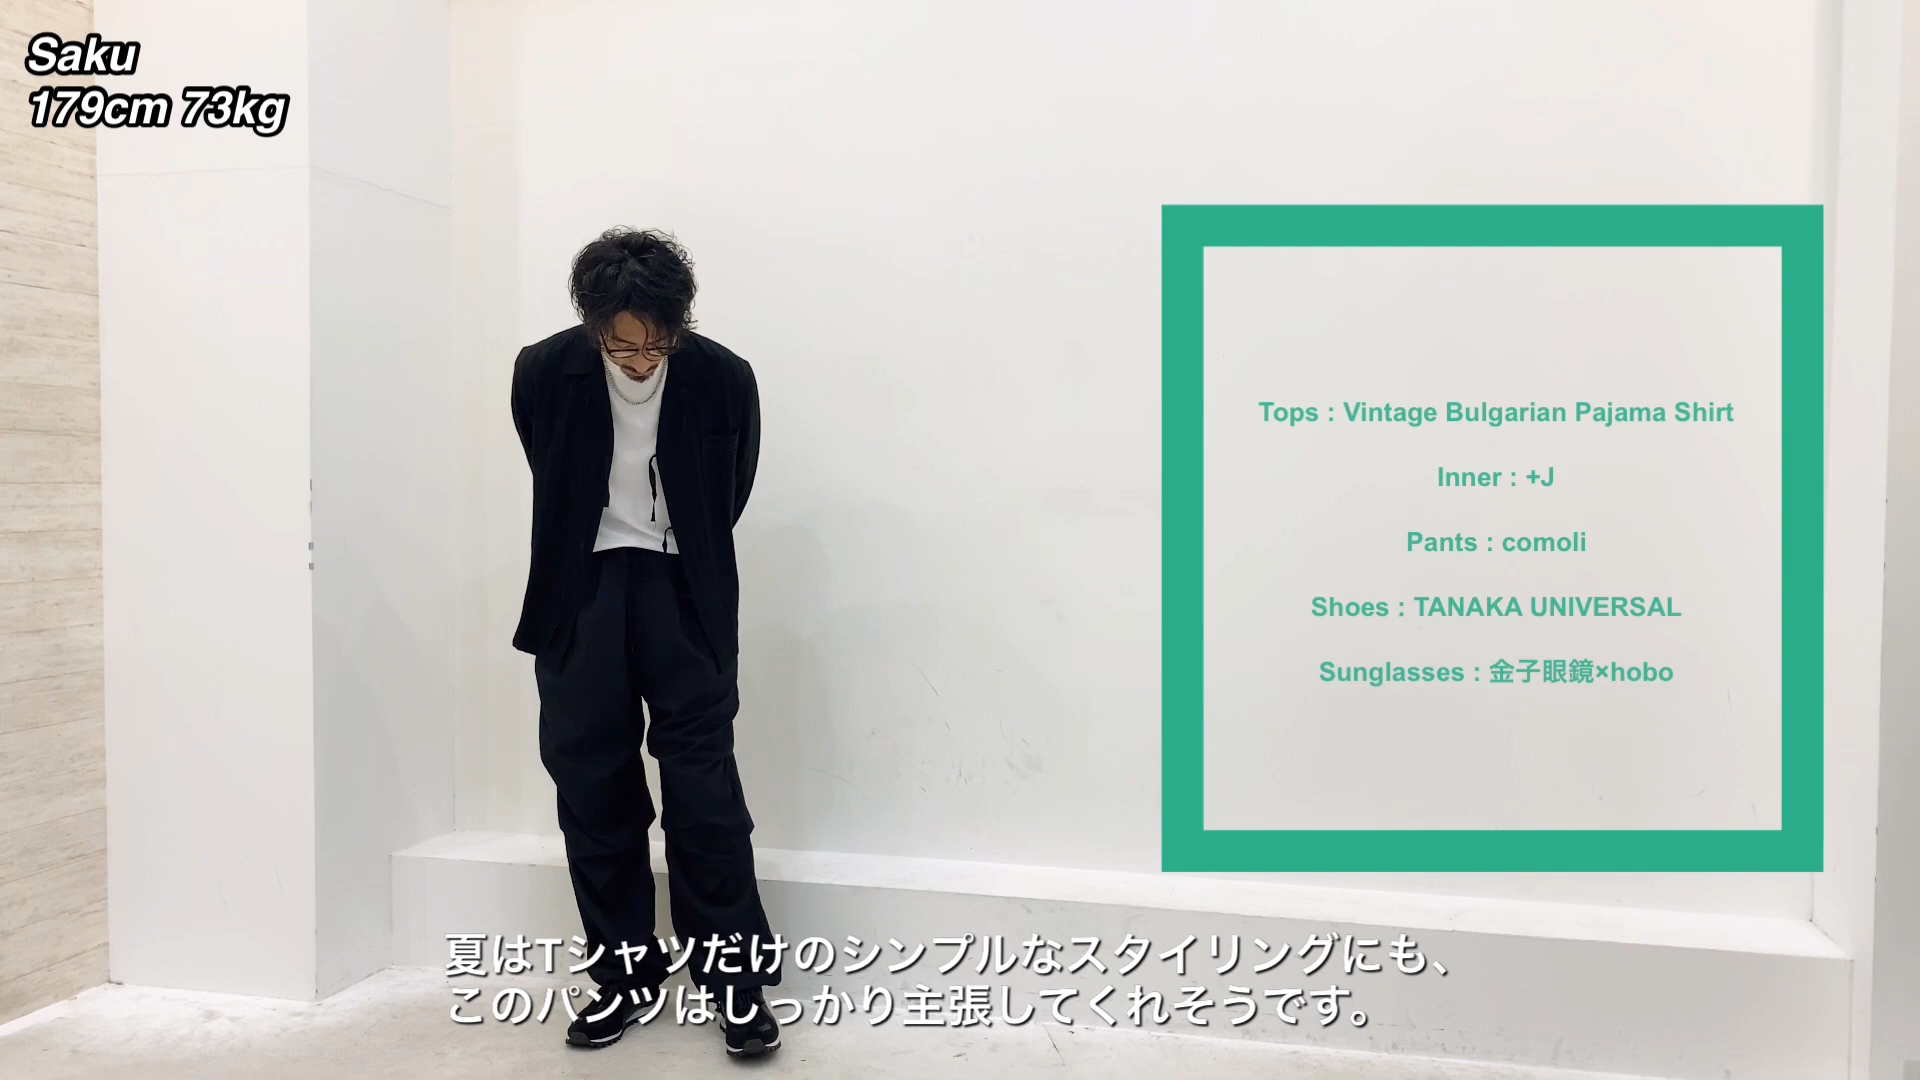 Saku
179cm 73kg
Tops : Vintage Bulgarian Pajama Shirt
Inner : +J
Pants : comoli
Shoes : TANAKA UNIVERSAL
Sunglasses : 金子眼鏡×hobo
夏はTシャツだけのシンプルなスタイリングにも、
このパンツはしっかり主張してくれそうです。